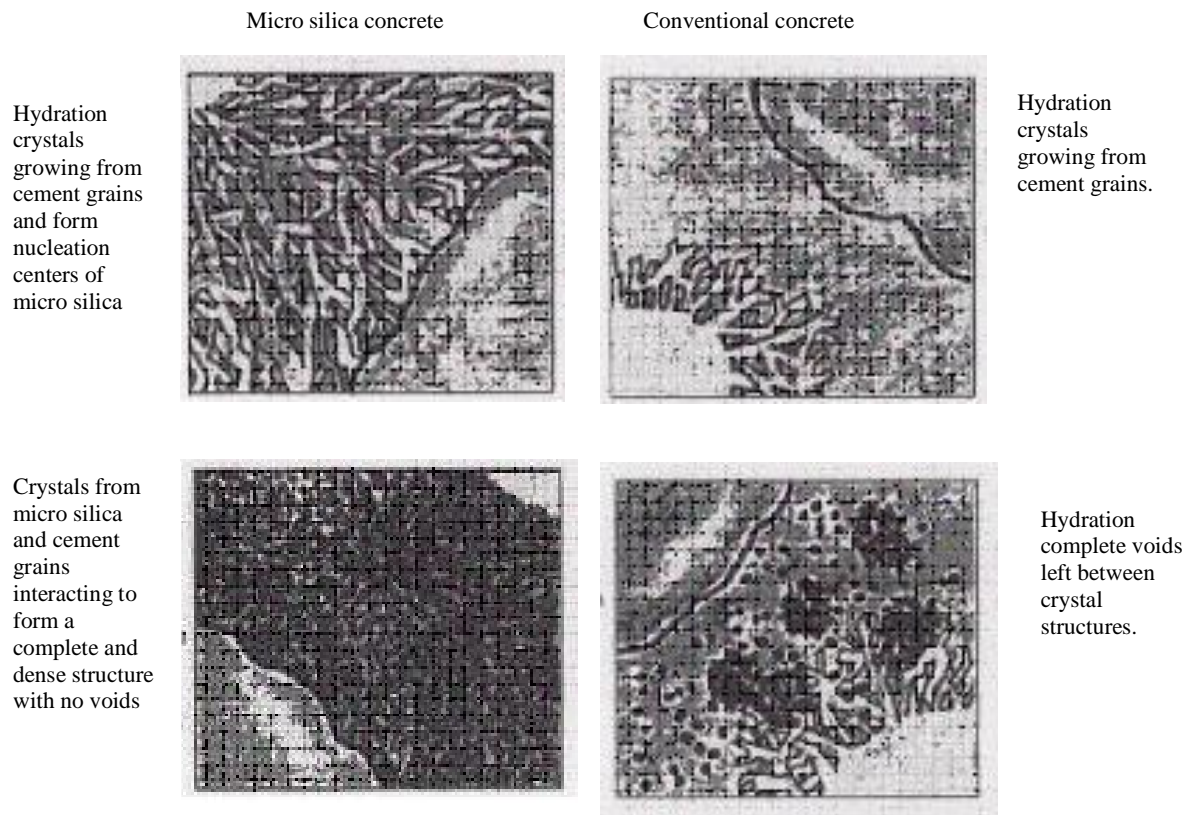 Micro silica concrete
Conventional concrete
Hydration
crystals
growing from
cement grains
and form
nucleation
centers of
micro silica
Hydration
crystals
growing from
cement grains.
Crystals from
micro silica
and cement
grains
interacting to
form a
complete and
dense structure
with no voids
Hydration
complete voids
left between
crystal
structures.